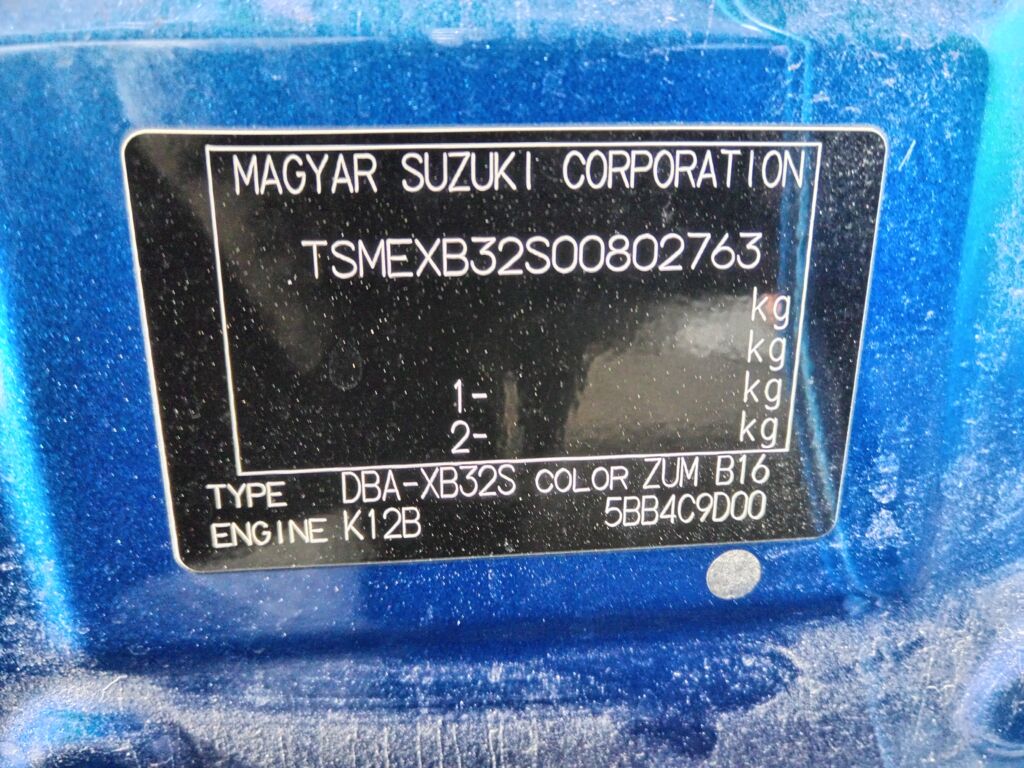 MAGYAR SUZUKI CORPORATION
TSMEXB32S00802763
kg
kg
1- kg
2- kg
TYPE DBA-XB32S COLOR ZUM B16
ENGINE K12B 5BB4C9D00